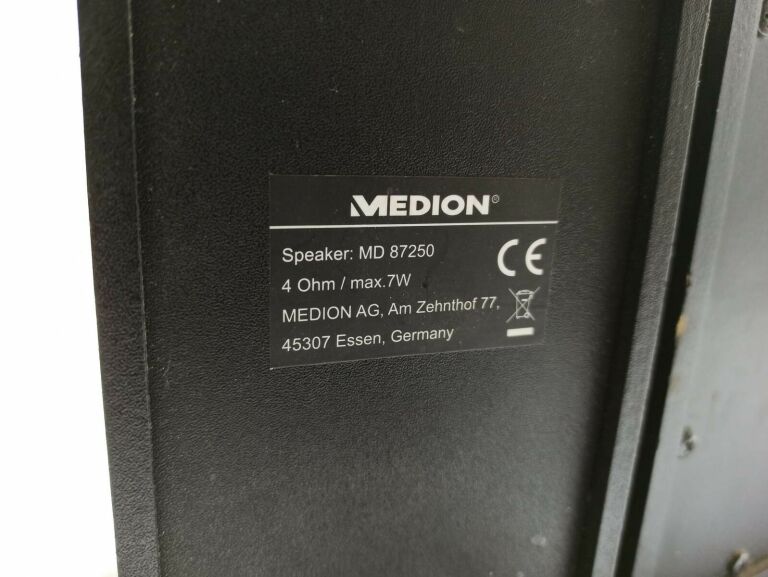 MEDION®
Speaker: MD 87250
4 Ohm / max.7W
MEDION AG, Am Zehnthof 77,
45307 Essen, Germany
CE